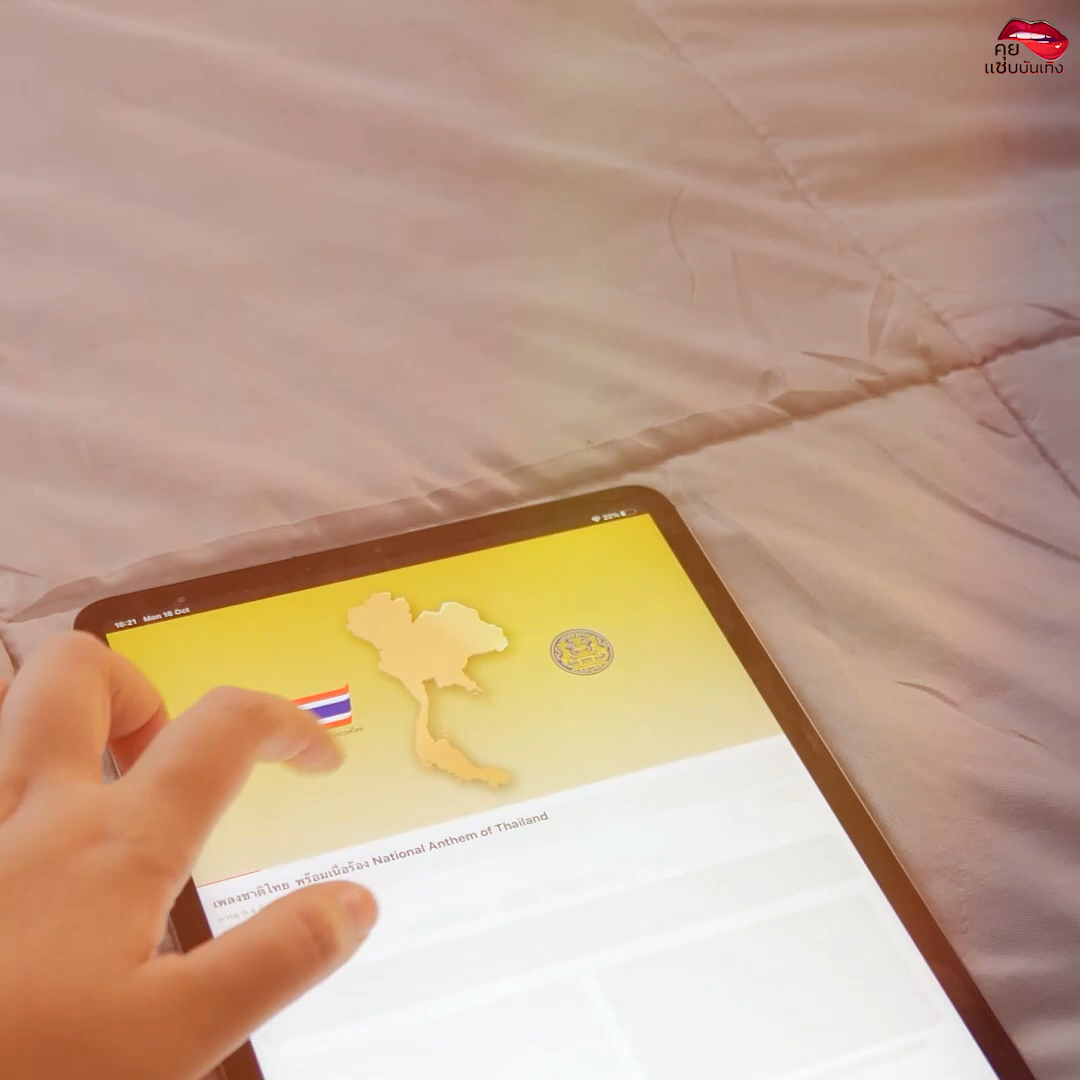 คุย
แซ่บบันเทิง
16:21 Mon 18 Oct
22%
เพลงชาติไทย พร้อมเนื้อร้อง National Anthem of Thailand